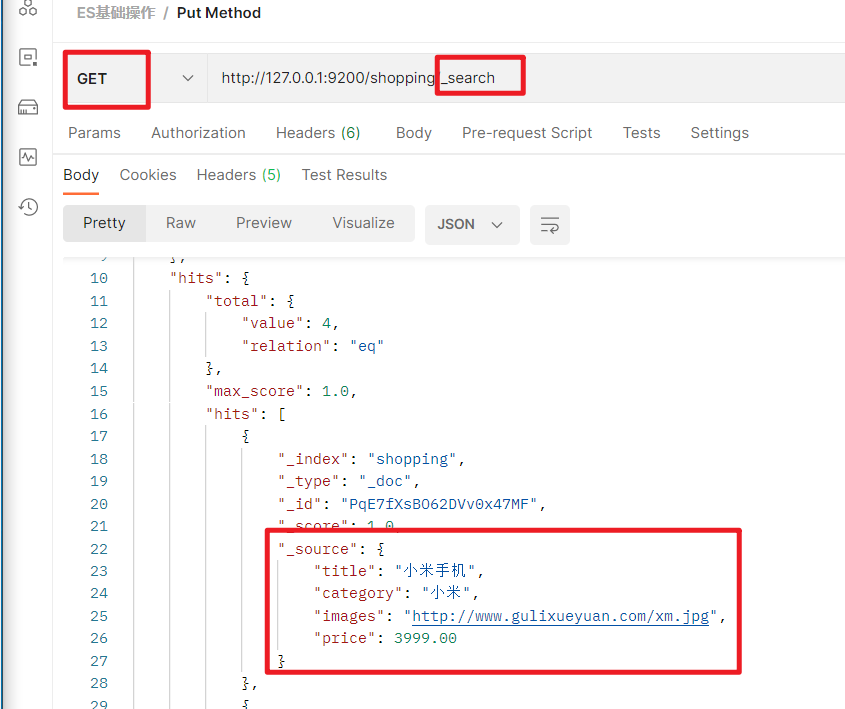 ES基础操作 / Put Method
GET http://127.0.0.1:9200/shopping/_search
Params Authorization Headers (6) Body Pre-request Script Tests Settings
Body Cookies Headers (5) Test Results
Pretty Raw Preview Visualize JSON
9 },
10 "hits": {
11 "total": {
12 "value": 4,
13 "relation": "eq"
14 },
15 "max_score": 1.0,
16 "hits": [
17 {
18 "_index": "shopping",
19 "_type": "_doc",
20 "_id": "PqE7fXsBO62DVv0x47MF",
21 "_score": 1.0,
22 "_source": {
23 "title": "小米手机",
24 "category": "小米",
25 "images": "http://www.gulixueyuan.com/xm.jpg",
26 "price": 3999.00
27 }
28 },
29 {